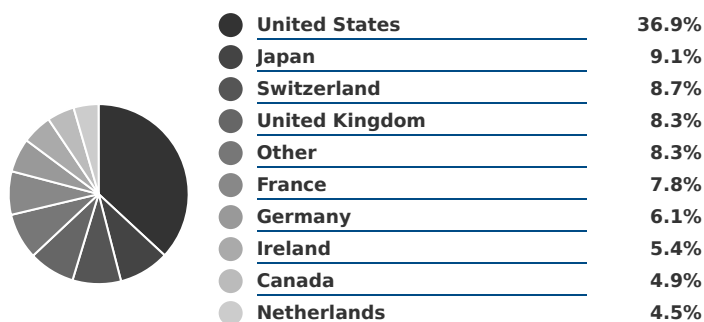 United States 36.9%
Japan 9.1%
Switzerland 8.7%
United Kingdom 8.3%
Other 8.3%
France 7.8%
Germany 6.1%
Ireland 5.4%
Canada 4.9%
Netherlands 4.5%